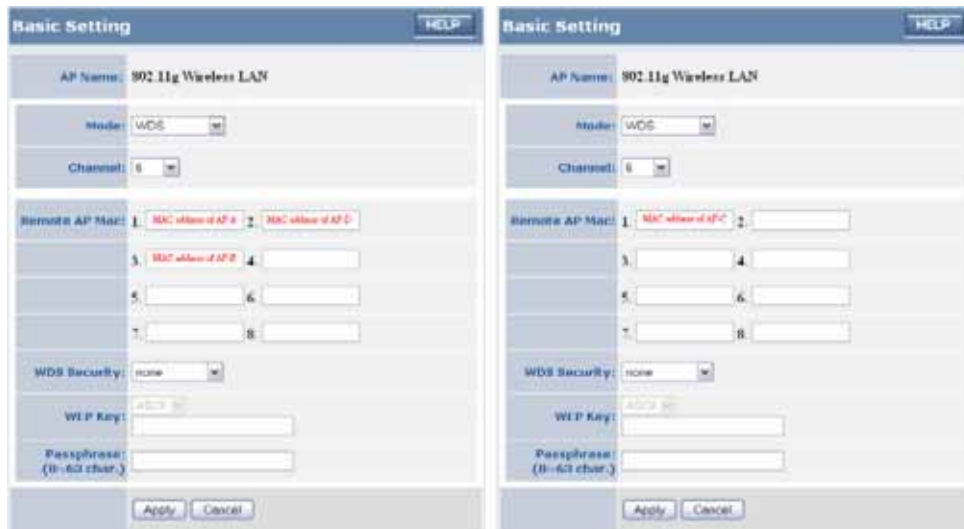 Basic Setting HELP
AP Name: 802.11g Wireless LAN
Mode: WDS
Channel: 6
Remote AP Mac: 1. MAC address of AP-A 2. MAC address of AP-D
3. MAC address of AP-B 4.
5. 6.
7. 8.
WDS Security: none
WEP Key: ASCII
Passphrase:
(8~63 char.)
Apply Cancel
Basic Setting HELP
AP Name: 802.11g Wireless LAN
Mode: WDS
Channel: 6
Remote AP Mac: 1. MAC address of AP-C 2.
3. 4.
5. 6.
7. 8.
WDS Security: none
WEP Key: ASCII
Passphrase:
(8~63 char.)
Apply Cancel